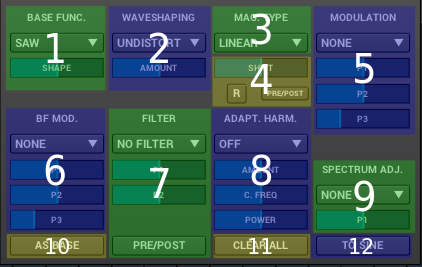 BASE FUNC.
SAW
SHAPE
1
WAVESHAPING
UNDISTORT
AMOUNT
2
MAG. TYPE
LINEAR
3
R
PRE/POST
4
MODULATION
NONE
P2
P3
5
BF MOD.
NONE
P2
P3
6
FILTER
NO FILTER
7
PRE/POST
ADAPT. HARM.
OFF
AMOUNT
C. FREQ
POWER
8
SPECTRUM ADJ.
NONE
P1
9
AS BASE
10
CLEAR ALL
11
TO SINE
12